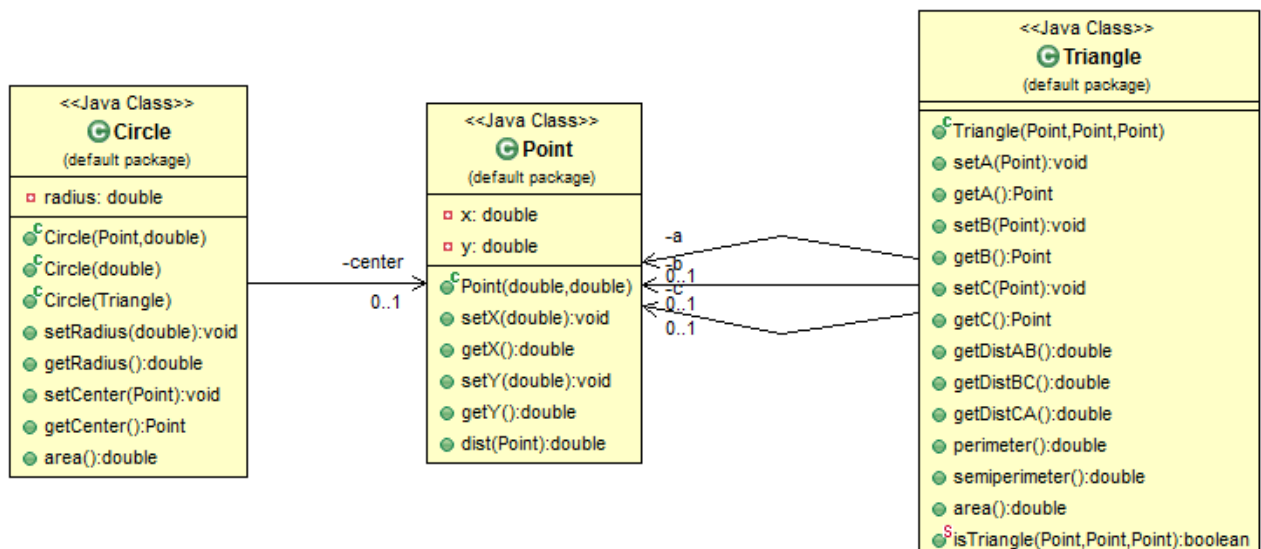 <<Java Class>>
Circle
(default package)
radius: double
Circle(Point,double)
Circle(double)
Circle(Triangle)
setRadius(double):void
getRadius():double
setCenter(Point):void
getCenter():Point
area():double
-center
0..1
<<Java Class>>
Point
(default package)
x: double
y: double
Point(double,double)
setX(double):void
getX():double
setY(double):void
getY():double
dist(Point):double
-a
-b
0..1
-c
0..1
0..1
<<Java Class>>
Triangle
(default package)
Triangle(Point,Point,Point)
setA(Point):void
getA():Point
setB(Point):void
getB():Point
setC(Point):void
getC():Point
getDistAB():double
getDistBC():double
getDistCA():double
perimeter():double
semiperimeter():double
area():double
isTriangle(Point,Point,Point):boolean